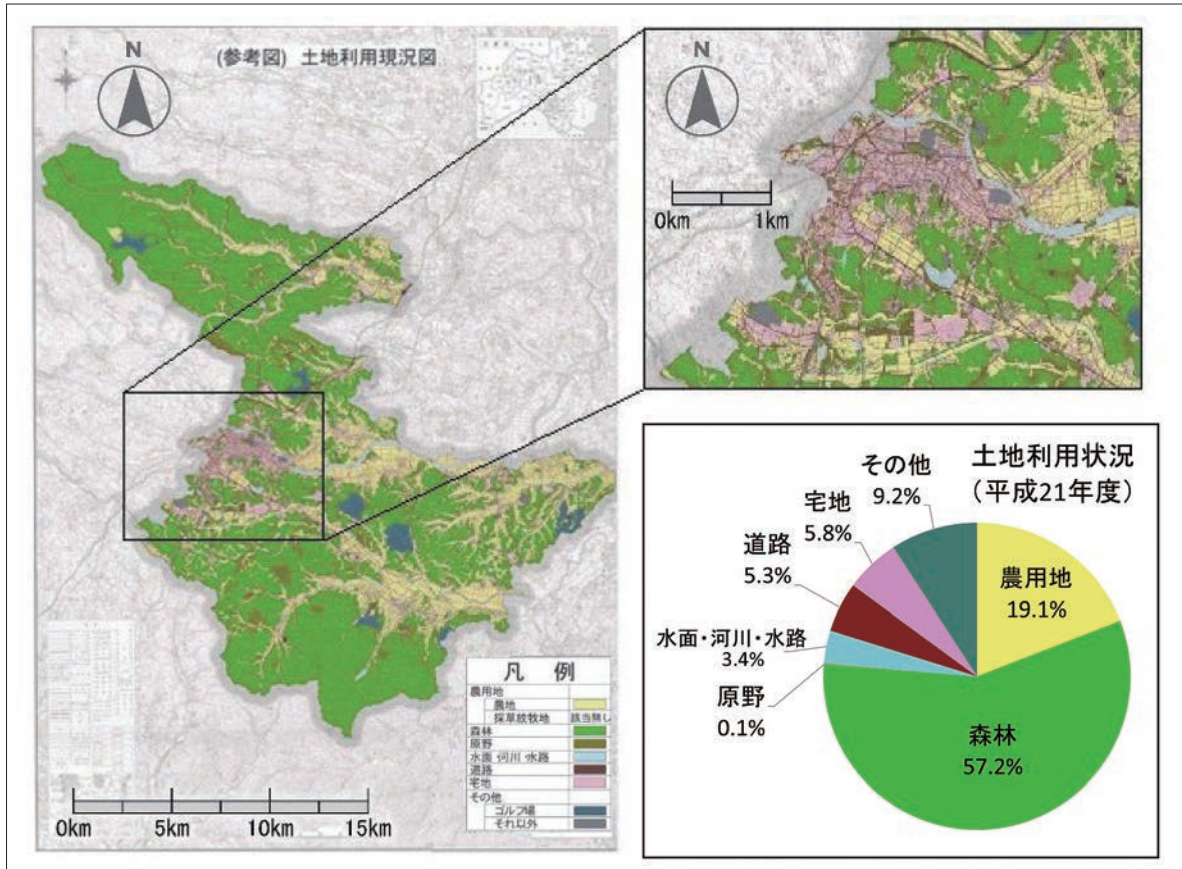 (参考図) 土地利用現況図
N
凡 例
農用地
農地
採草放牧地 該当無し
森林
原野
水面・河川・水路
道路
宅地
その他
ゴルフ場
それ以外
0km 5km 10km 15km
N
0km 1km
土地利用状況
(平成21年度)
その他
9.2%
宅地
5.8%
道路
5.3%
水面・河川・水路
3.4%
原野
0.1%
農用地
19.1%
森林
57.2%